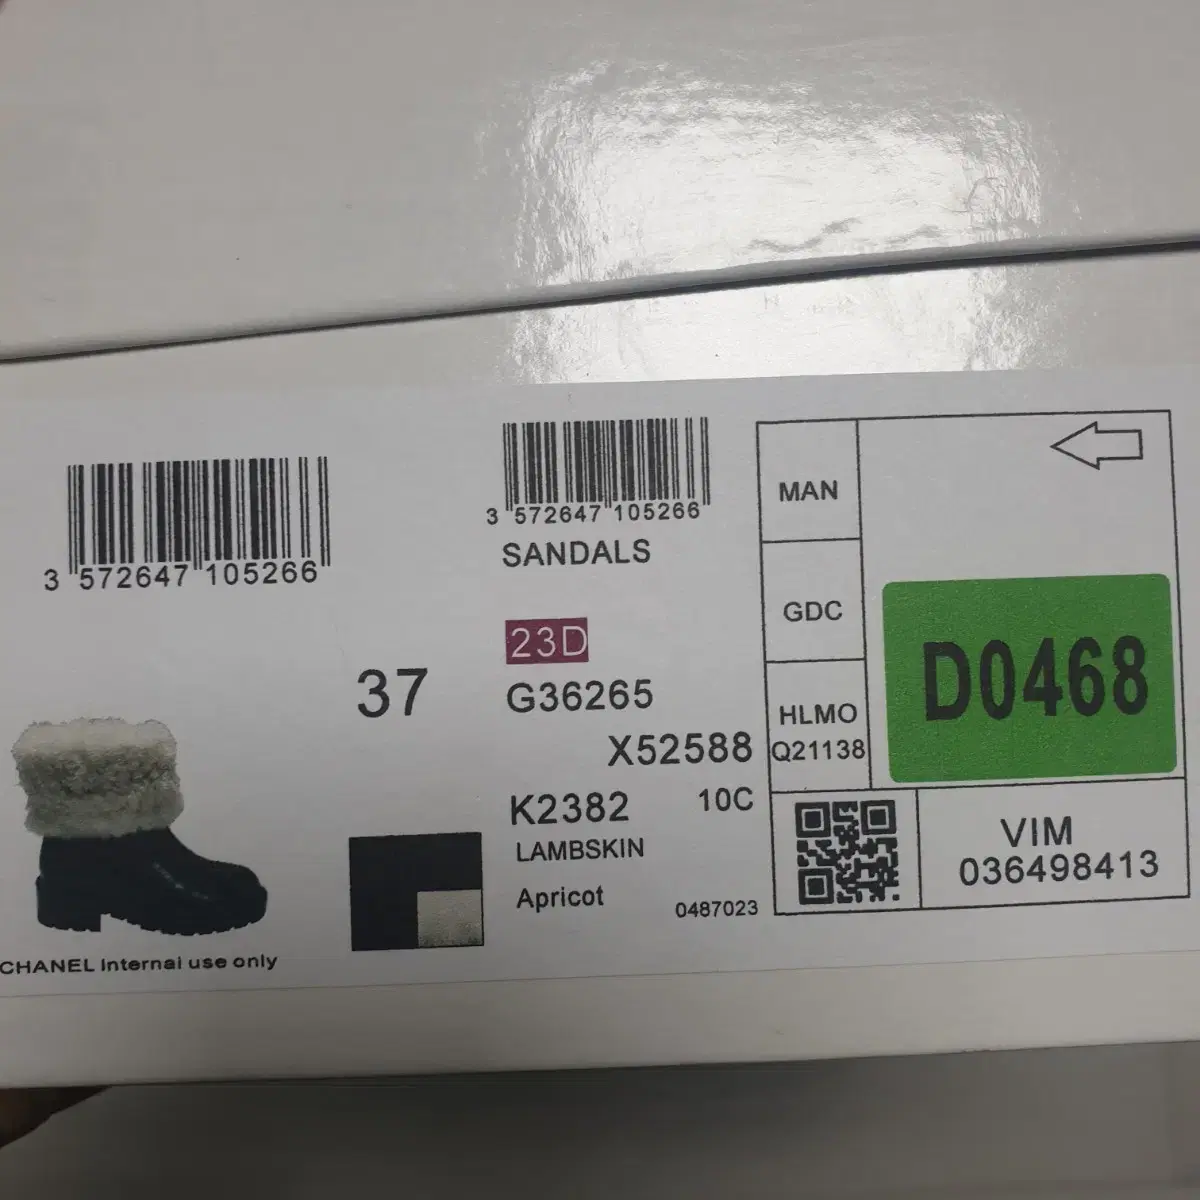 3 572647 105266
CHANEL Internal use only
37
3 572647 105266
SANDALS
23D
G36265
X52588
K2382 10C
LAMBSKIN
Apricot
0487023
MAN
GDC
HLMO
Q21138
D0468
VIM
036498413